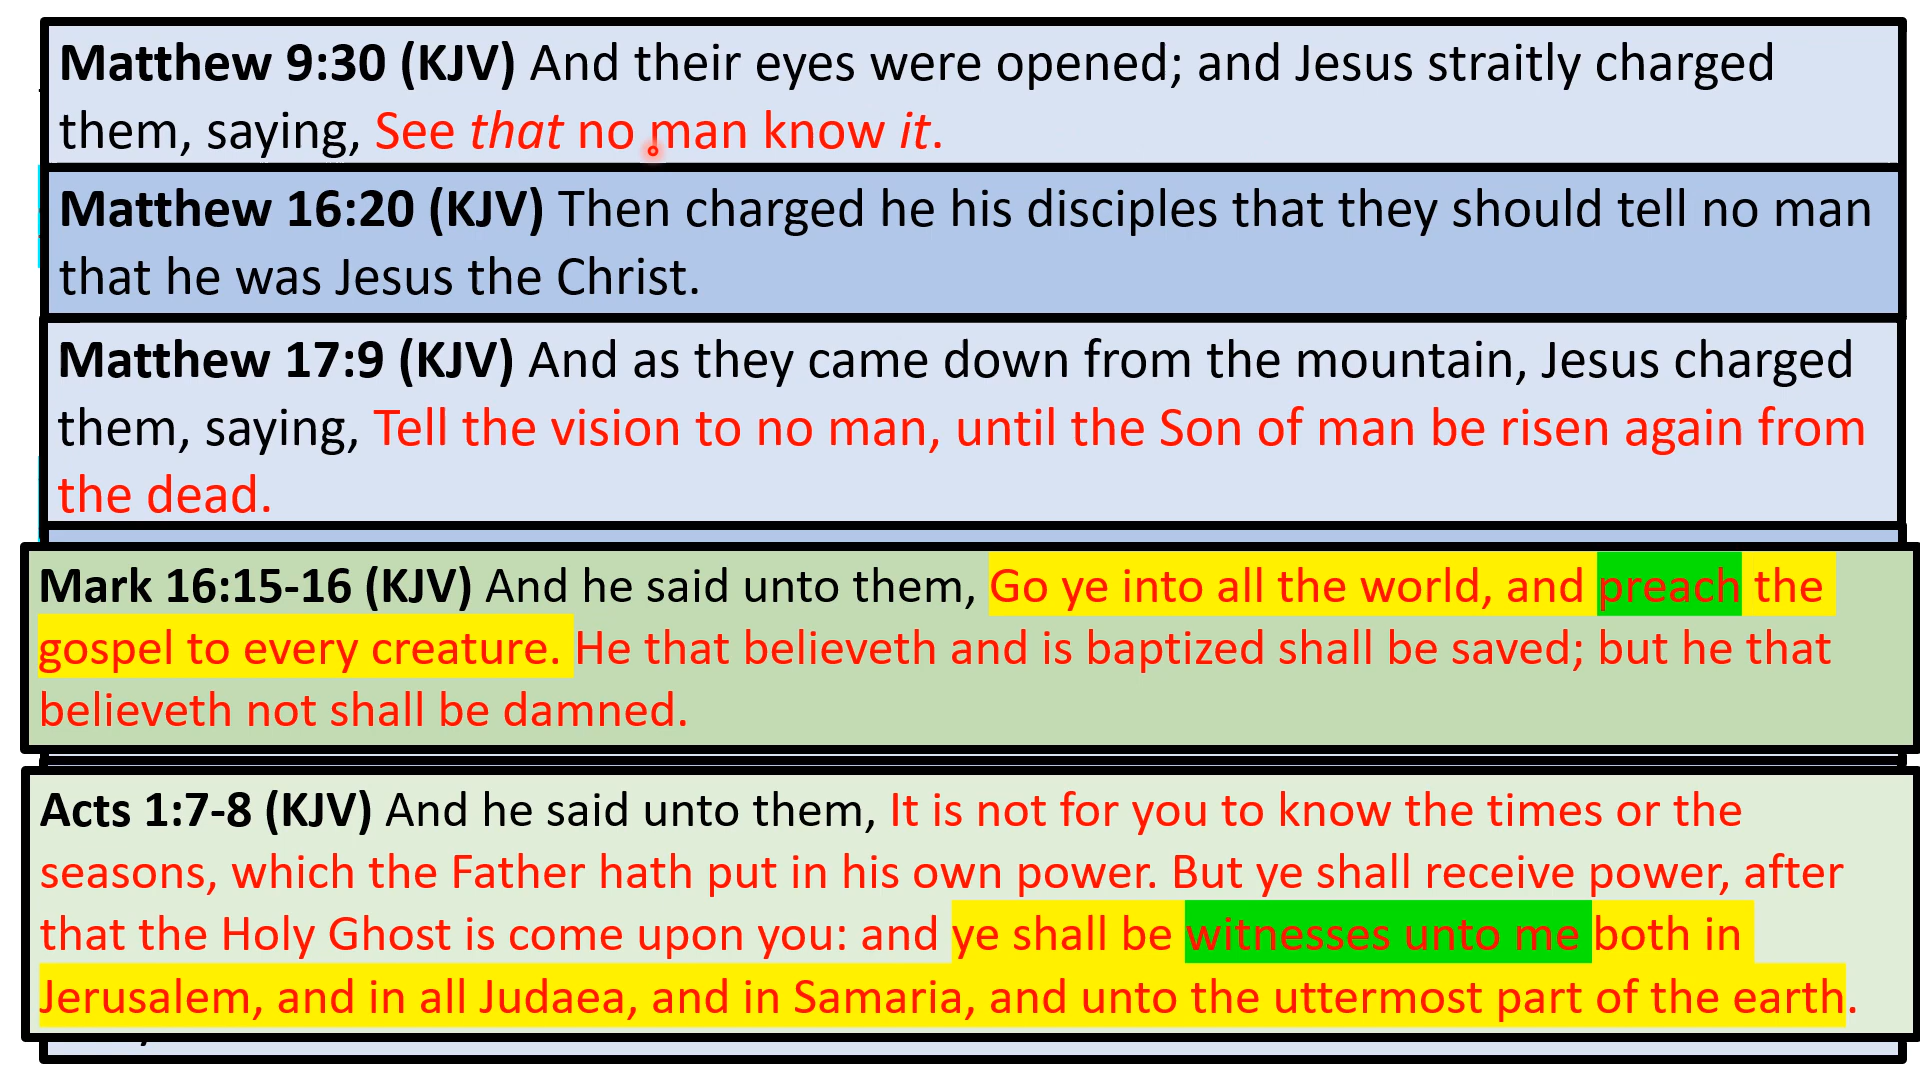 Matthew 9:30 (KJV) And their eyes were opened; and Jesus straitly charged
them, saying, See that no man know it.
Matthew 16:20 (KJV) Then charged he his disciples that they should tell no man
that he was Jesus the Christ.
Matthew 17:9 (KJV) And as they came down from the mountain, Jesus charged
them, saying, Tell the vision to no man, until the Son of man be risen again from
the dead.
Mark 16:15-16 (KJV) And he said unto them, Go ye into all the world, and preach the
gospel to every creature. He that believeth and is baptized shall be saved; but he that
believeth not shall be damned.
Acts 1:7-8 (KJV) And he said unto them, It is not for you to know the times or the
seasons, which the Father hath put in his own power. But ye shall receive power, after
that the Holy Ghost is come upon you: and ye shall be witnesses unto me both in
Jerusalem, and in all Judaea, and in Samaria, and unto the uttermost part of the earth.